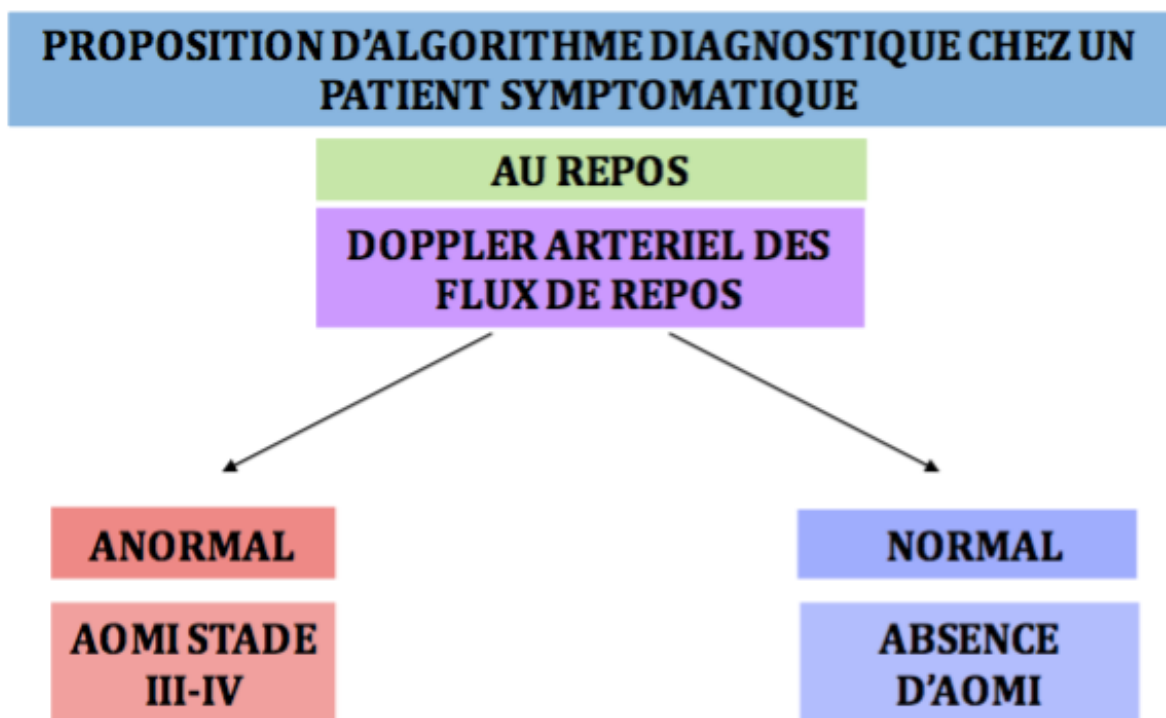 PROPOSITION D'ALGORITHME DIAGNOSTIQUE CHEZ UN
PATIENT SYMPTOMATIQUE
AU REPOS
DOPPLER ARTERIEL DES
FLUX DE REPOS
ANORMAL
NORMAL
AOMI STADE
III-IV
ABSENCE
D'AOMI